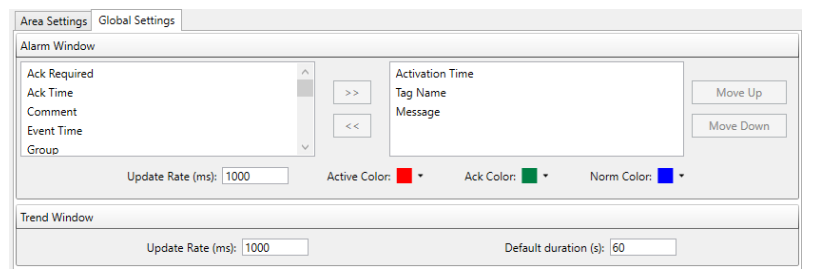 Area Settings Global Settings
Alarm Window
Ack Required
Ack Time
Comment
Event Time
Group
>>
<<
Activation Time
Tag Name
Message
Move Up
Move Down
Update Rate (ms): 1000 Active Color: Ack Color: Norm Color:
Trend Window
Update Rate (ms): 1000 Default duration (s): 60